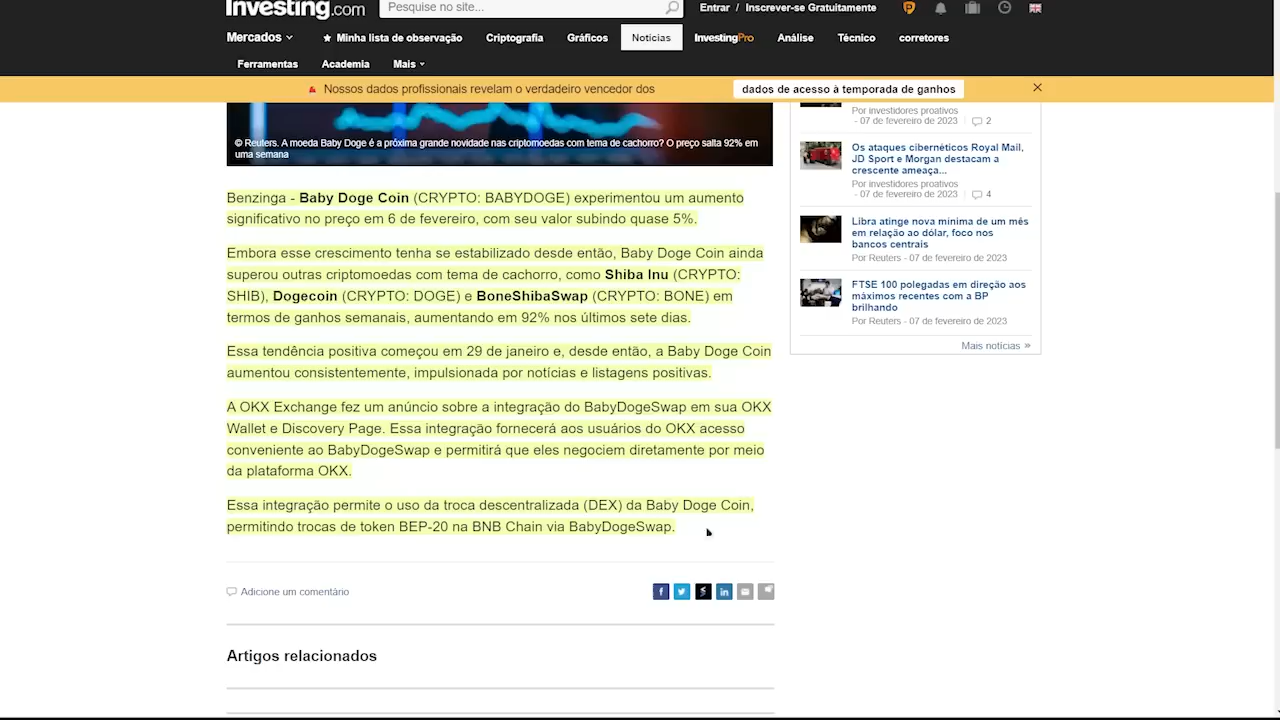 Investing.com
Pesquise no site...
Entrar / Inscrever-se Gratuitamente
Mercados
Minha lista de observação
Criptografia
Gráficos
Notícias
InvestingPro
Análise
Técnico
corretores
Ferramentas
Academia
Mais
Nossos dados profissionais revelam o verdadeiro vencedor dos
dados de acesso à temporada de ganhos
© Reuters. A moeda Baby Doge é a próxima grande novidade nas criptomoedas com tema de cachorro? O preço salta 92% em
uma semana
Benzinga - Baby Doge Coin (CRYPTO: BABYDOGE) experimentou um aumento
significativo no preço em 6 de fevereiro, com seu valor subindo quase 5%.
Embora esse crescimento tenha se estabilizado desde então, Baby Doge Coin ainda
superou outras criptomoedas com tema de cachorro, como Shiba Inu (CRYPTO:
SHIB), Dogecoin (CRYPTO: DOGE) e BoneShibaSwap (CRYPTO: BONE) em
termos de ganhos semanais, aumentando em 92% nos últimos sete dias.
Essa tendência positiva começou em 29 de janeiro e, desde então, a Baby Doge Coin
aumentou consistentemente, impulsionada por notícias e listagens positivas.
A OKX Exchange fez um anúncio sobre a integração do BabyDogeSwap em sua OKX
Wallet e Discovery Page. Essa integração fornecerá aos usuários do OKX acesso
conveniente ao BabyDogeSwap e permitirá que eles negociem diretamente por meio
da plataforma OKX.
Essa integração permite o uso da troca descentralizada (DEX) da Baby Doge Coin,
permitindo trocas de token BEP-20 na BNB Chain via BabyDogeSwap.
Adicione um comentário
Artigos relacionados
Por investidores proativos
- 07 de fevereiro de 2023 2
Os ataques cibernéticos Royal Mail,
JD Sport e Morgan destacam a
crescente ameaça...
Por investidores proativos
- 07 de fevereiro de 2023 4
Libra atinge nova mínima de um mês
em relação ao dólar, foco nos
bancos centrais
Por Reuters - 07 de fevereiro de 2023
FTSE 100 polegadas em direção aos
máximos recentes com a BP
brilhando
Por Reuters - 07 de fevereiro de 2023
Mais notícias »